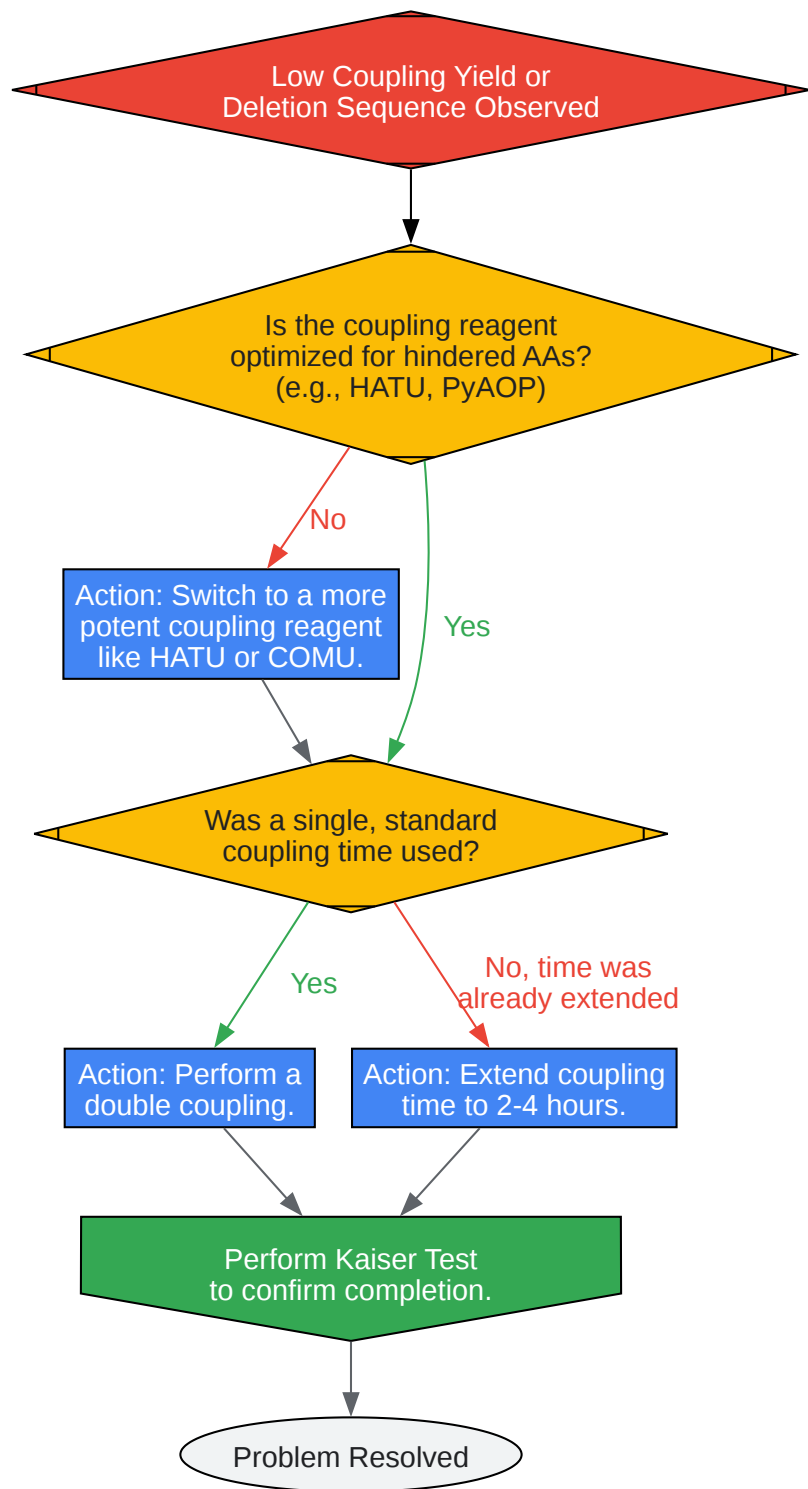 Low Coupling Yield or
Deletion Sequence Observed
Is the coupling reagent
optimized for hindered AAs?
(e.g., HATU, PyAOP)
No
Action: Switch to a more
potent coupling reagent
like HATU or COMU.
Yes
Was a single, standard
coupling time used?
Yes
No, time was
already extended
Action: Perform a
double coupling.
Action: Extend coupling
time to 2-4 hours.
Perform Kaiser Test
to confirm completion.
Problem Resolved